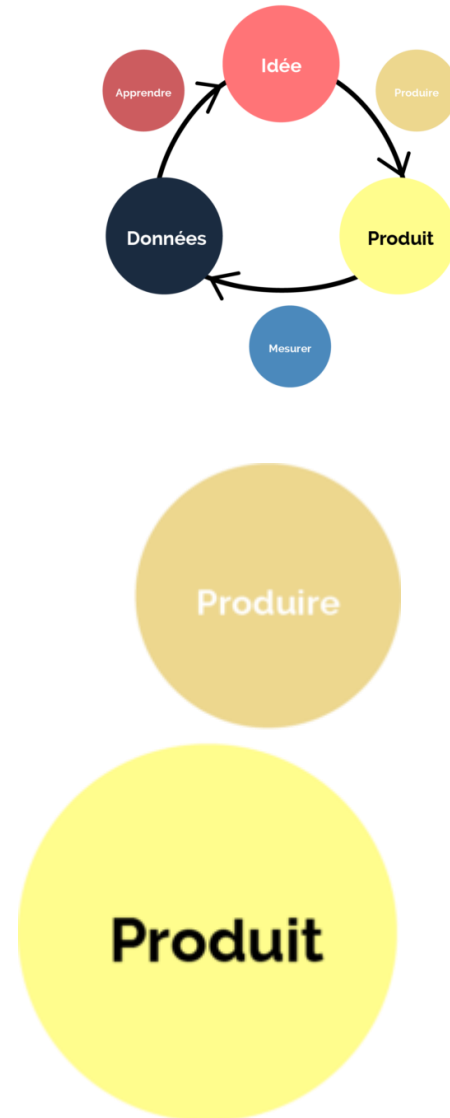 Idée
Apprendre
Produire
Données
Produit
Mesurer
Produire
Produit